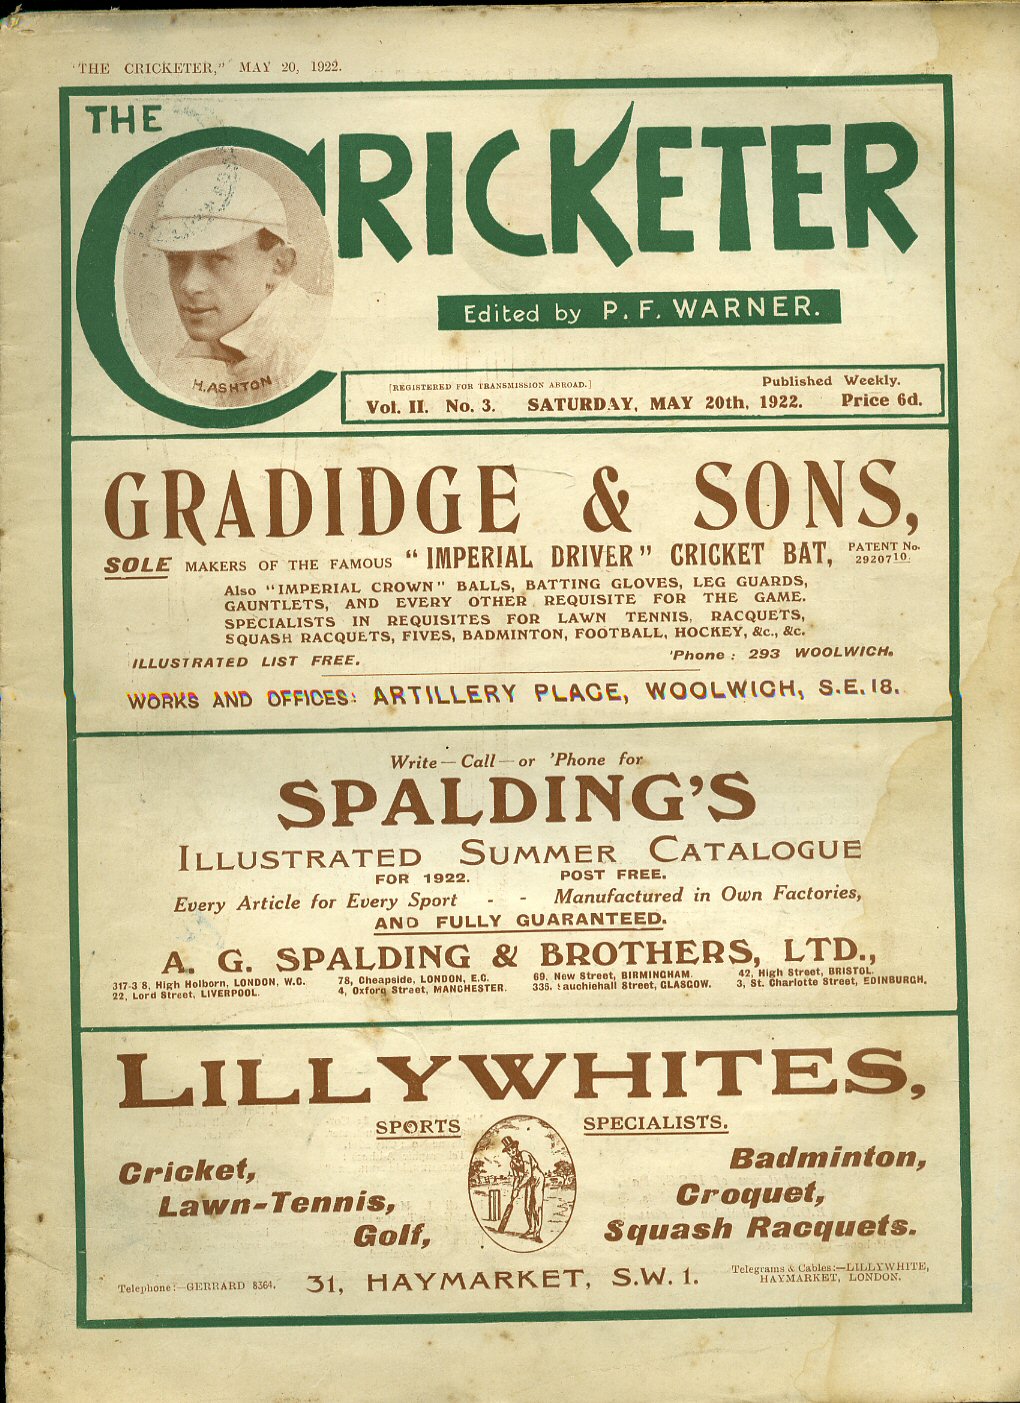 "THE CRICKETER," MAY 20, 1922.
THE
CRICKETER
Edited by P. F. WARNER.
H. ASHTON
[REGISTERED FOR TRANSMISSION ABROAD.] Published Weekly.
Vol. II. No. 3. SATURDAY, MAY 20th, 1922. Price 6d.
GRADIDGE & SONS,
SOLE MAKERS OF THE FAMOUS "IMPERIAL DRIVER" CRICKET BAT, PATENT No. 2920710.
Also "IMPERIAL CROWN" BALLS, BATTING GLOVES, LEG GUARDS,
GAUNTLETS, AND EVERY OTHER REQUISITE FOR THE GAME.
SPECIALISTS IN REQUISITES FOR LAWN TENNIS, RACQUETS,
SQUASH RACQUETS, FIVES, BADMINTON, FOOTBALL, HOCKEY, &c., &c.
ILLUSTRATED LIST FREE. 'Phone: 293 WOOLWICH.
WORKS AND OFFICES: ARTILLERY PLACE, WOOLWICH, S.E.18.
Write—Call—or 'Phone for
SPALDING'S
ILLUSTRATED SUMMER CATALOGUE
FOR 1922. POST FREE.
Every Article for Every Sport - - Manufactured in Own Factories,
AND FULLY GUARANTEED.
A. G. SPALDING & BROTHERS, LTD.,
317-3 8, High Holborn, LONDON, W.C. 78, Cheapside, LONDON, E.C. 69, New Street, BIRMINGHAM. 42, High Street, BRISTOL.
22, Lord Street, LIVERPOOL. 4, Oxford Street, MANCHESTER. 335, auchiehall Street, GLASGOW. 3, St. Charlotte Street, EDINBURGH.
LILLYWHITES,
SPORTS SPECIALISTS.
Cricket, Badminton,
Lawn-Tennis, Croquet,
Golf, Squash Racquets.
Telephone:—GERRARD 8364. 31, HAYMARKET, S.W.1. Telegrams & Cables:—LILLYWHITE,
HAYMARKET, LONDON.